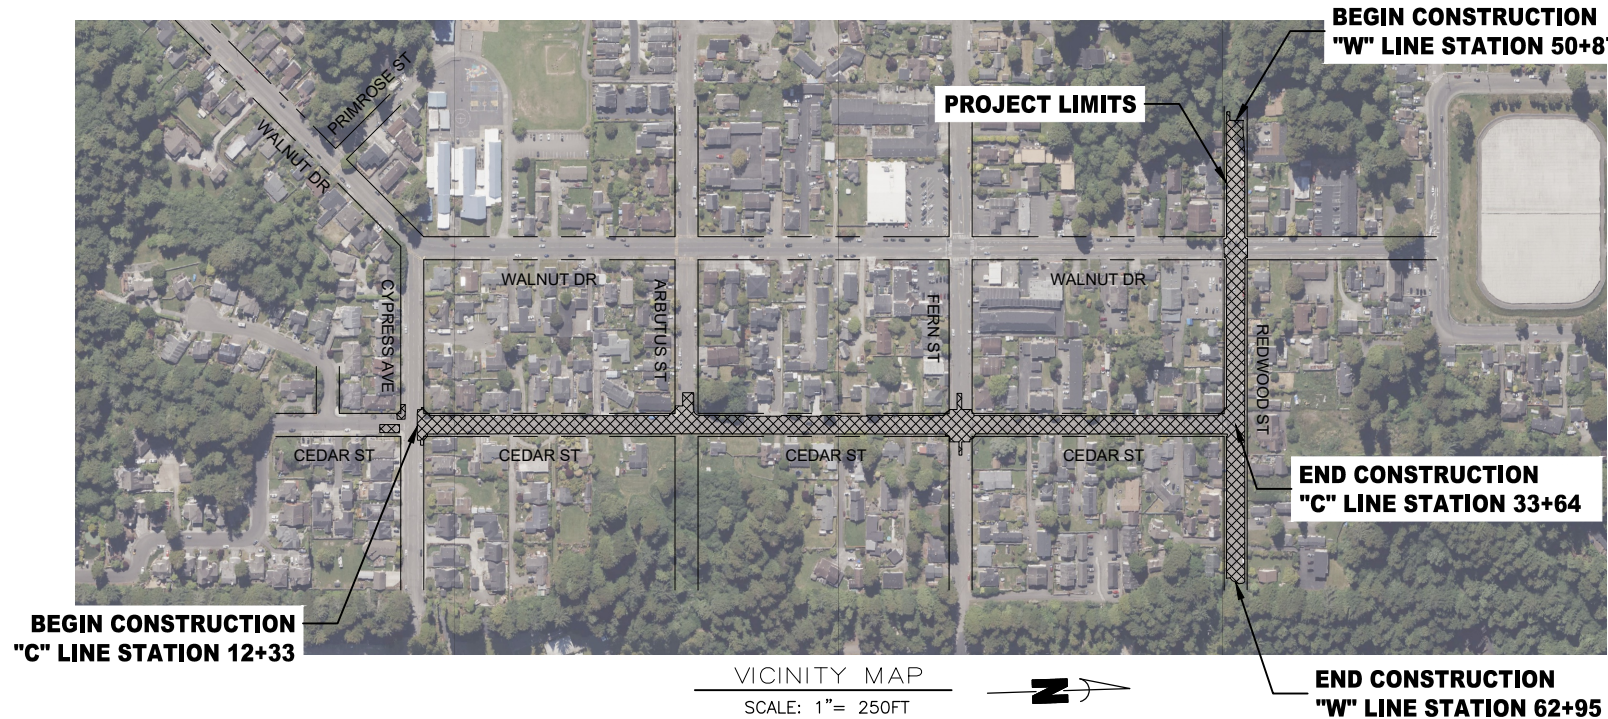 BEGIN CONSTRUCTION
"W" LINE STATION 50+8
PROJECT LIMITS
PRIMROSE ST
WALNUT DR
WALNUT DR
WALNUT DR
CYPRESS AVE
ARBUTUS ST
FERN ST
REDWOOD ST
CEDAR ST
CEDAR ST
CEDAR ST
CEDAR ST
END CONSTRUCTION
"C" LINE STATION 33+64
BEGIN CONSTRUCTION
"C" LINE STATION 12+33
END CONSTRUCTION
"W" LINE STATION 62+95
VICINITY MAP
SCALE: 1"= 250FT
N